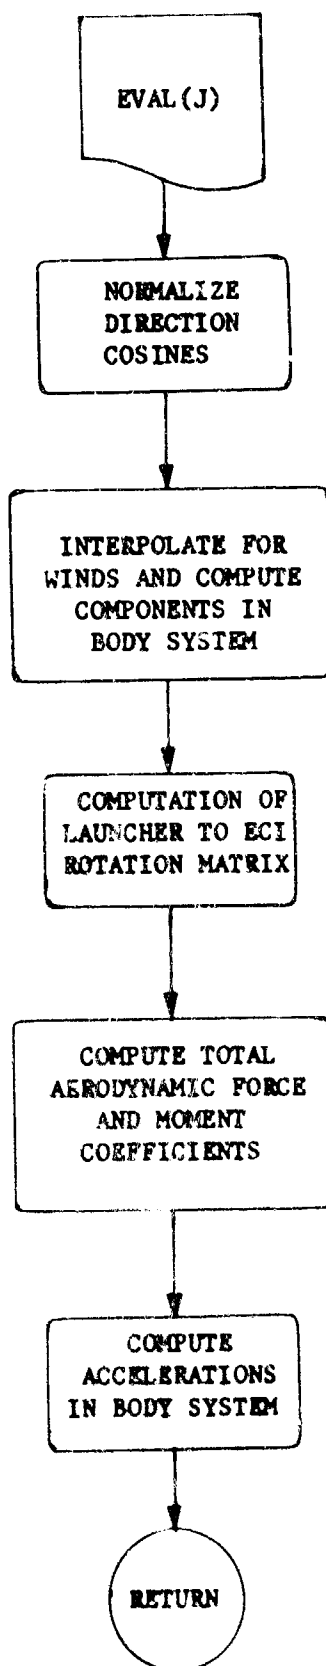 EVAL(J)
NORMALIZE
DIRECTION
COSINES
INTERPOLATE FOR
WINDS AND COMPUTE
COMPONENTS IN
BODY SYSTEM
COMPUTATION OF
LAUNCHER TO ECI
ROTATION MATRIX
COMPUTE TOTAL
AERODYNAMIC FORCE
AND MOMENT
COEFFICIENTS
COMPUTE
ACCELERATIONS
IN BODY SYSTEM
RETURN